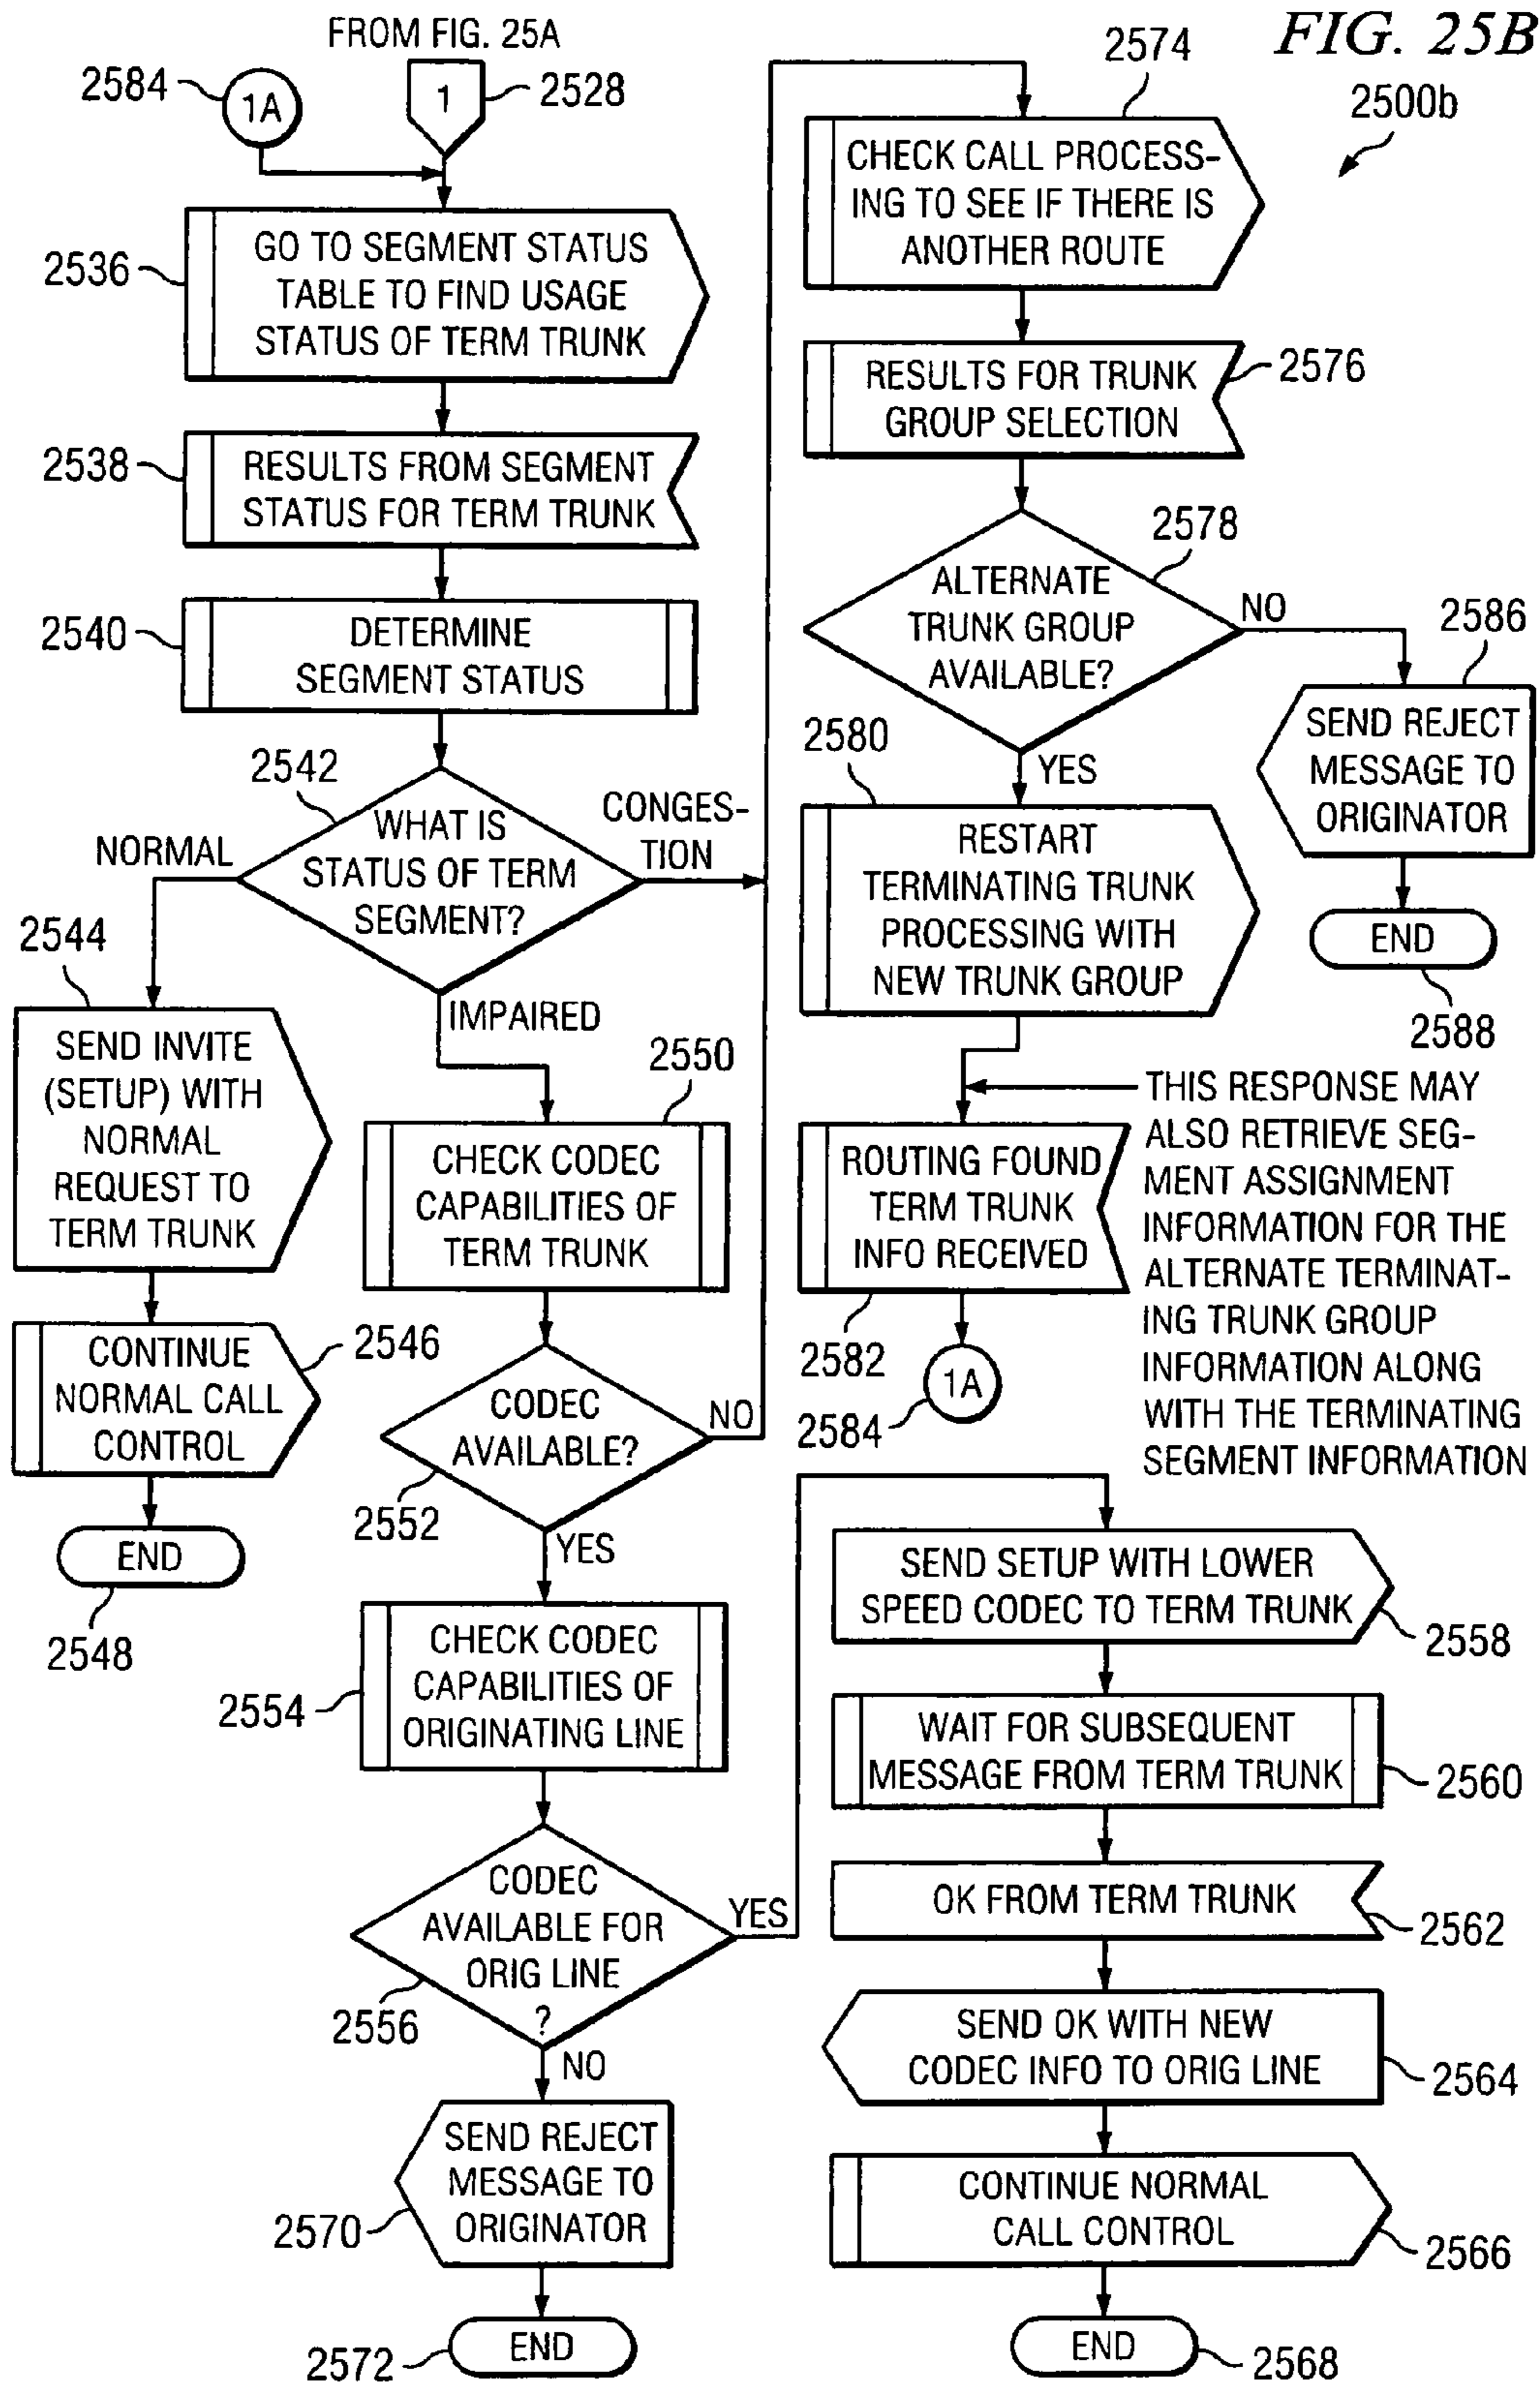 FIG. 25B
2500b
FROM FIG. 25A
2584
1A
1
2528
2536
GO TO SEGMENT STATUS
TABLE TO FIND USAGE
STATUS OF TERM TRUNK
2538
RESULTS FROM SEGMENT
STATUS FOR TERM TRUNK
2540
DETERMINE
SEGMENT STATUS
2542
WHAT IS
STATUS OF TERM
SEGMENT?
NORMAL
CONGES-
TION
IMPAIRED
2544
SEND INVITE
(SETUP) WITH
NORMAL
REQUEST TO
TERM TRUNK
2546
CONTINUE
NORMAL CALL
CONTROL
END
2548
2550
CHECK CODEC
CAPABILITIES OF
TERM TRUNK
CODEC
AVAILABLE?
NO
2552
YES
2554
CHECK CODEC
CAPABILITIES OF
ORIGINATING LINE
CODEC
AVAILABLE FOR
ORIG LINE
?
YES
2556
NO
SEND REJECT
MESSAGE TO
ORIGINATOR
2570
END
2572
2574
CHECK CALL PROCESS-
ING TO SEE IF THERE IS
ANOTHER ROUTE
RESULTS FOR TRUNK
GROUP SELECTION
2576
2578
ALTERNATE
TRUNK GROUP
AVAILABLE?
NO
YES
2586
SEND REJECT
MESSAGE TO
ORIGINATOR
END
2588
2580
RESTART
TERMINATING TRUNK
PROCESSING WITH
NEW TRUNK GROUP
THIS RESPONSE MAY
ALSO RETRIEVE SEG-
MENT ASSIGNMENT
INFORMATION FOR THE
ALTERNATE TERMINAT-
ING TRUNK GROUP
INFORMATION ALONG
WITH THE TERMINATING
SEGMENT INFORMATION
ROUTING FOUND
TERM TRUNK
INFO RECEIVED
2582
1A
2584
SEND SETUP WITH LOWER
SPEED CODEC TO TERM TRUNK
2558
WAIT FOR SUBSEQUENT
MESSAGE FROM TERM TRUNK
2560
OK FROM TERM TRUNK
2562
SEND OK WITH NEW
CODEC INFO TO ORIG LINE
2564
CONTINUE NORMAL
CALL CONTROL
2566
END
2568